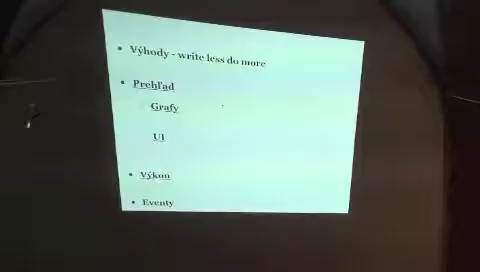 Výhody - write less do more
Prehľad
Grafy
UI
Výkon
Eventy